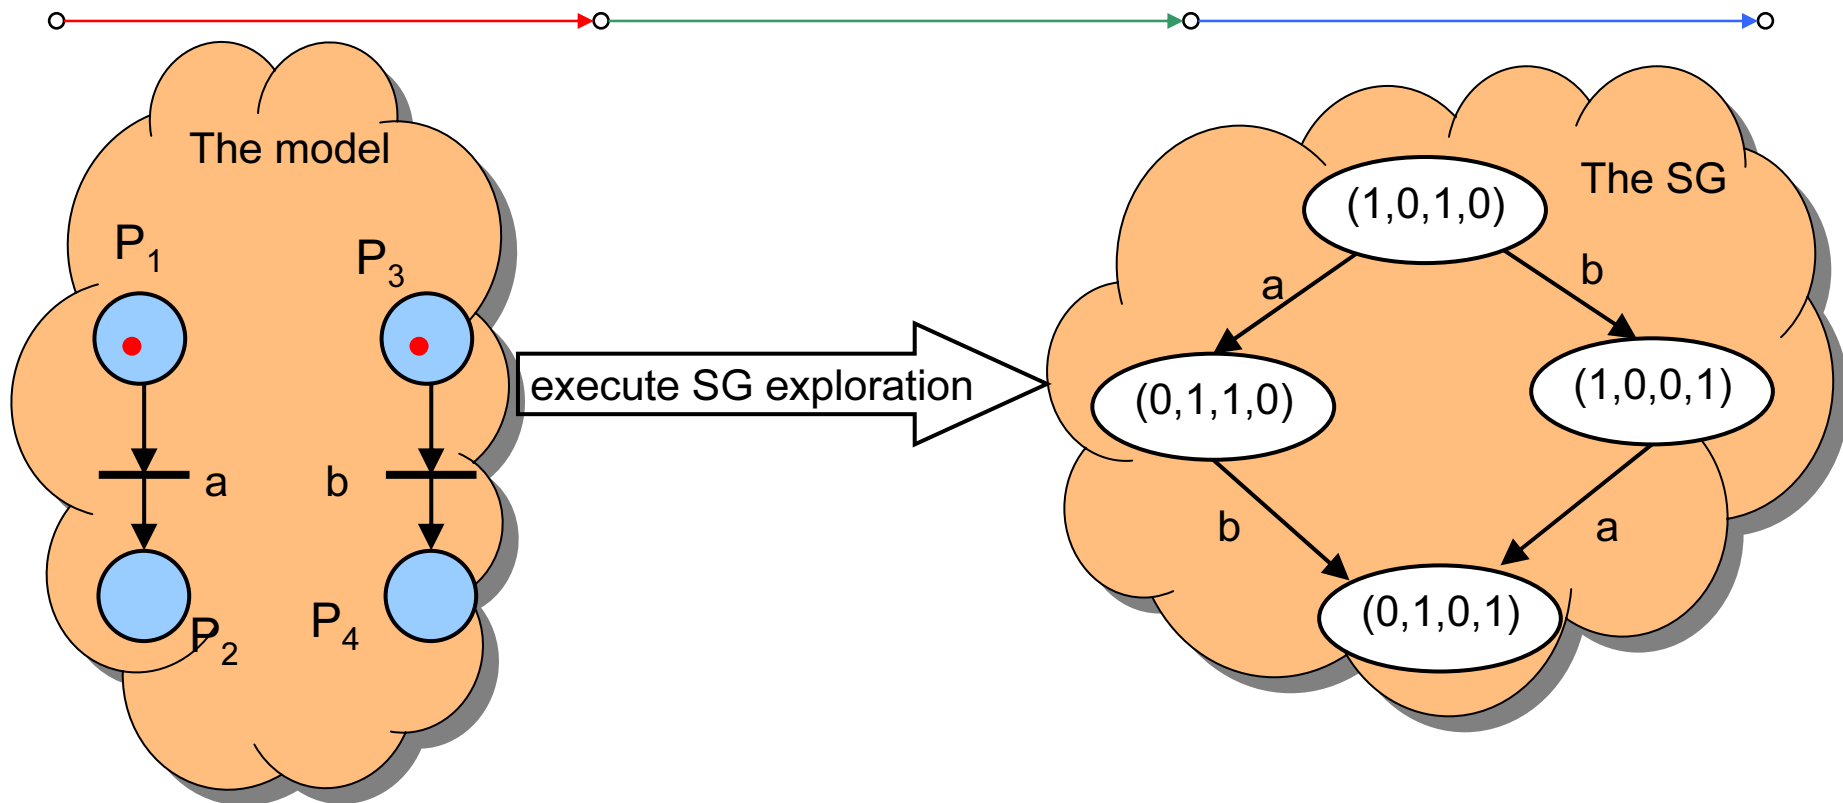 The model
P₁
P₃
a
b
P₂
P₄
execute SG exploration
The SG
(1,0,1,0)
a
b
(0,1,1,0)
(1,0,0,1)
b
a
(0,1,0,1)